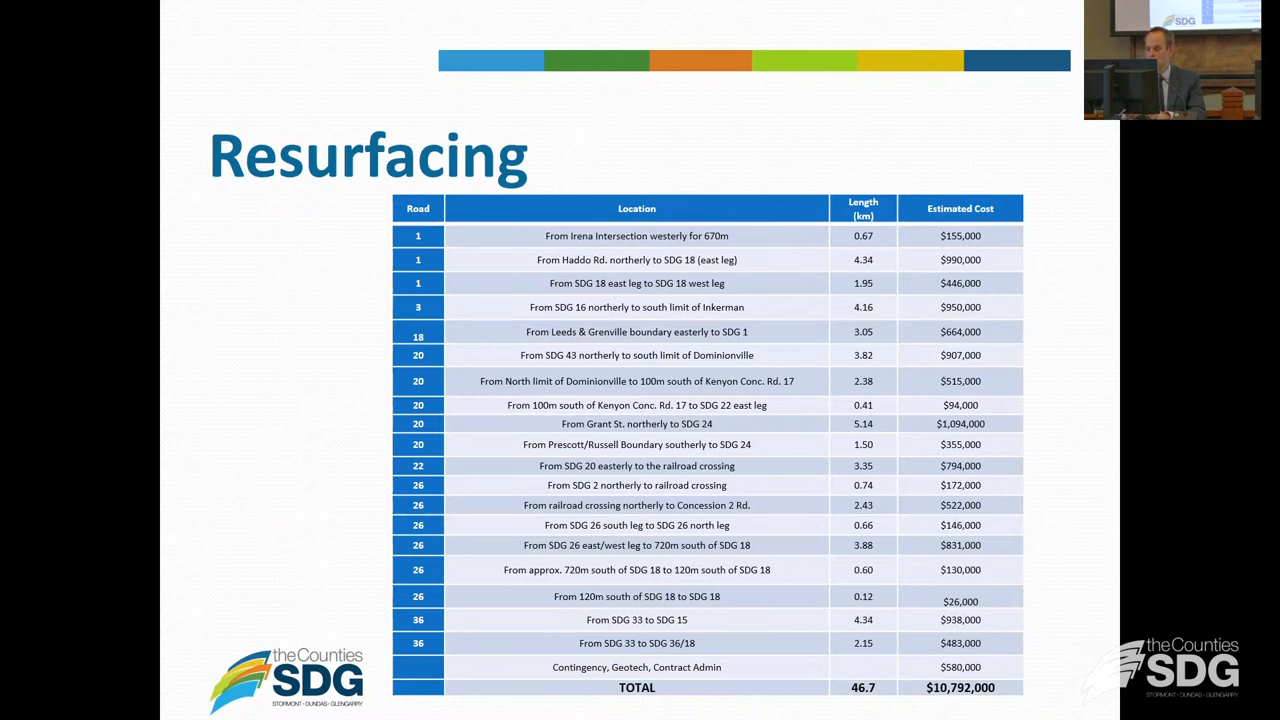 SDG
Resurfacing
Road Location Length (km) Estimated Cost
1 From Irena Intersection westerly for 670m 0.67 $155,000
1 From Haddo Rd. northerly to SDG 18 (east leg) 4.34 $990,000
1 From SDG 18 east leg to SDG 18 west leg 1.95 $446,000
3 From SDG 16 northerly to south limit of Inkerman 4.16 $950,000
18 From Leeds & Grenville boundary easterly to SDG 1 3.05 $664,000
20 From SDG 43 northerly to south limit of Dominionville 3.82 $907,000
20 From North limit of Dominionville to 100m south of Kenyon Conc. Rd. 17 2.38 $515,000
20 From 100m south of Kenyon Conc. Rd. 17 to SDG 22 east leg 0.41 $94,000
20 From Grant St. northerly to SDG 24 5.14 $1,094,000
20 From Prescott/Russell Boundary southerly to SDG 24 1.50 $355,000
22 From SDG 20 easterly to the railroad crossing 3.35 $794,000
26 From SDG 2 northerly to railroad crossing 0.74 $172,000
26 From railroad crossing northerly to Concession 2 Rd. 2.43 $522,000
26 From SDG 26 south leg to SDG 26 north leg 0.66 $146,000
26 From SDG 26 east/west leg to 720m south of SDG 18 3.88 $831,000
26 From approx. 720m south of SDG 18 to 120m south of SDG 18 0.60 $130,000
26 From 120m south of SDG 18 to SDG 18 0.12 $26,000
36 From SDG 33 to SDG 15 4.34 $938,000
36 From SDG 33 to SDG 36/18 2.15 $483,000
Contingency, Geotech, Contract Admin $580,000
TOTAL 46.7 $10,792,000
the Counties
SDG
STORMONT · DUNDAS · GLENGARRY
the Counties
SDG
STORMONT · DUNDAS · GLENGARRY